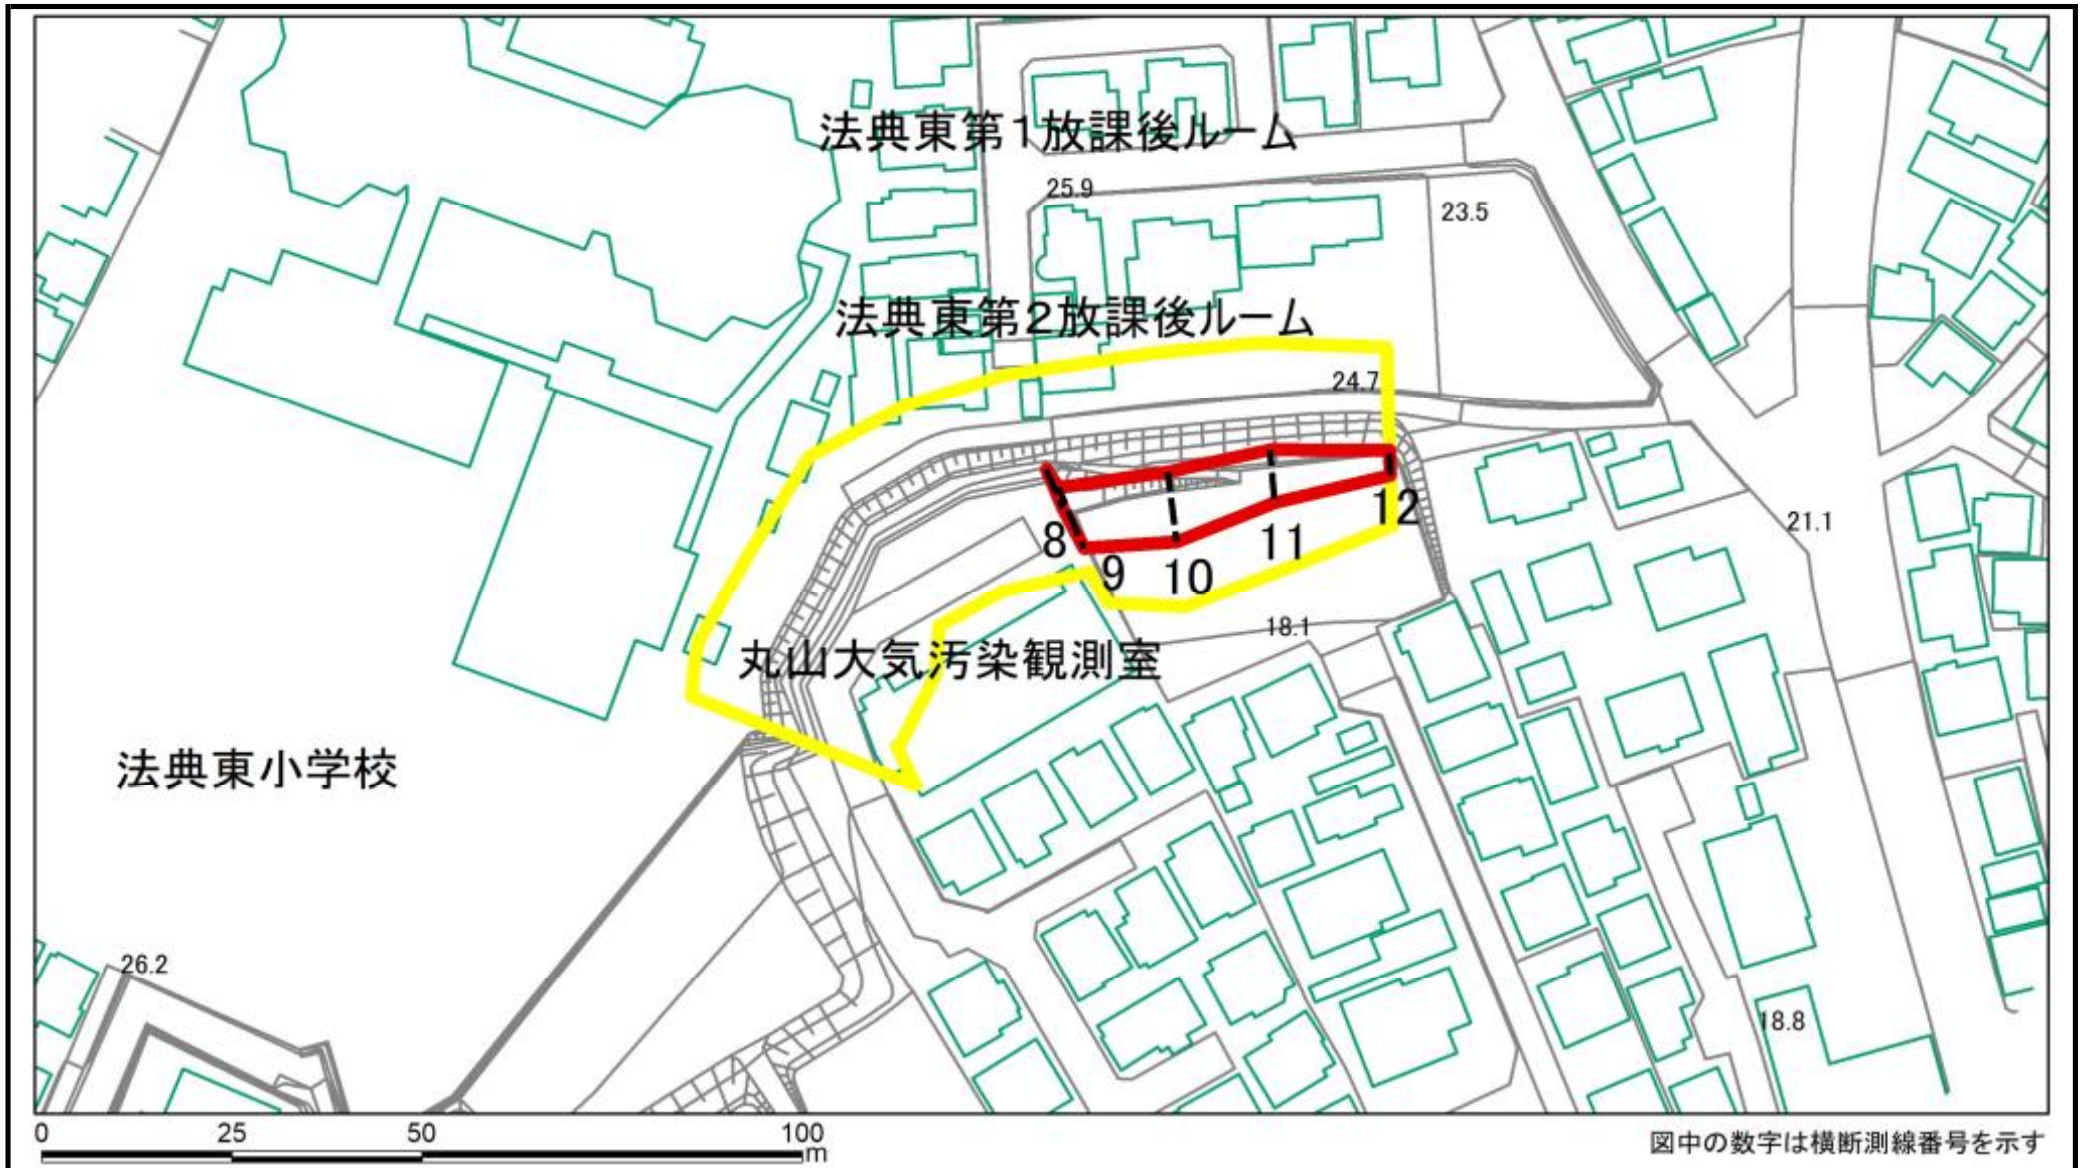 法典東第1放課後ルーム
25.9
23.5
法典東第2放課後ルーム
24.7
8
9
10
11
12
21.1
18.1
丸山大気汚染観測室
法典東小学校
26.2
18.8
0 25 50 100
m
図中の数字は横断測線番号を示す